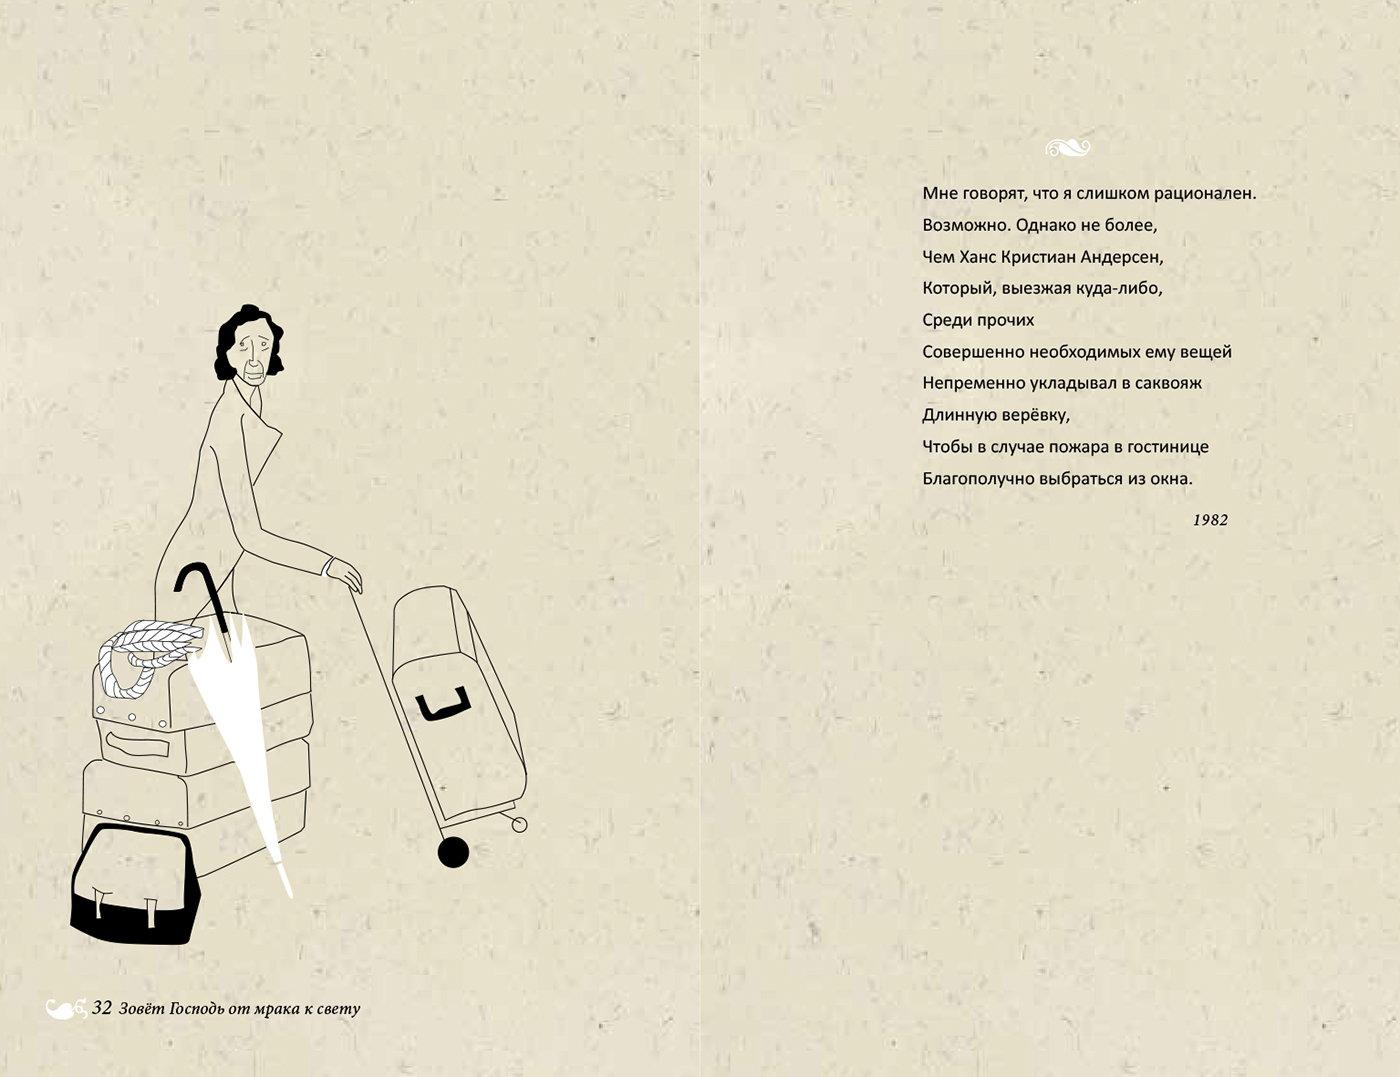 Мне говорят, что я слишком рационален.
Возможно. Однако не более,
Чем Ханс Кристиан Андерсен,
Который, выезжая куда-либо,
Среди прочих
Совершенно необходимых ему вещей
Непременно укладывал в саквояж
Длинную верёвку,
Чтобы в случае пожара в гостинице
Благополучно выбраться из окна.
1982
32 Зовёт Господь от мрака к свету